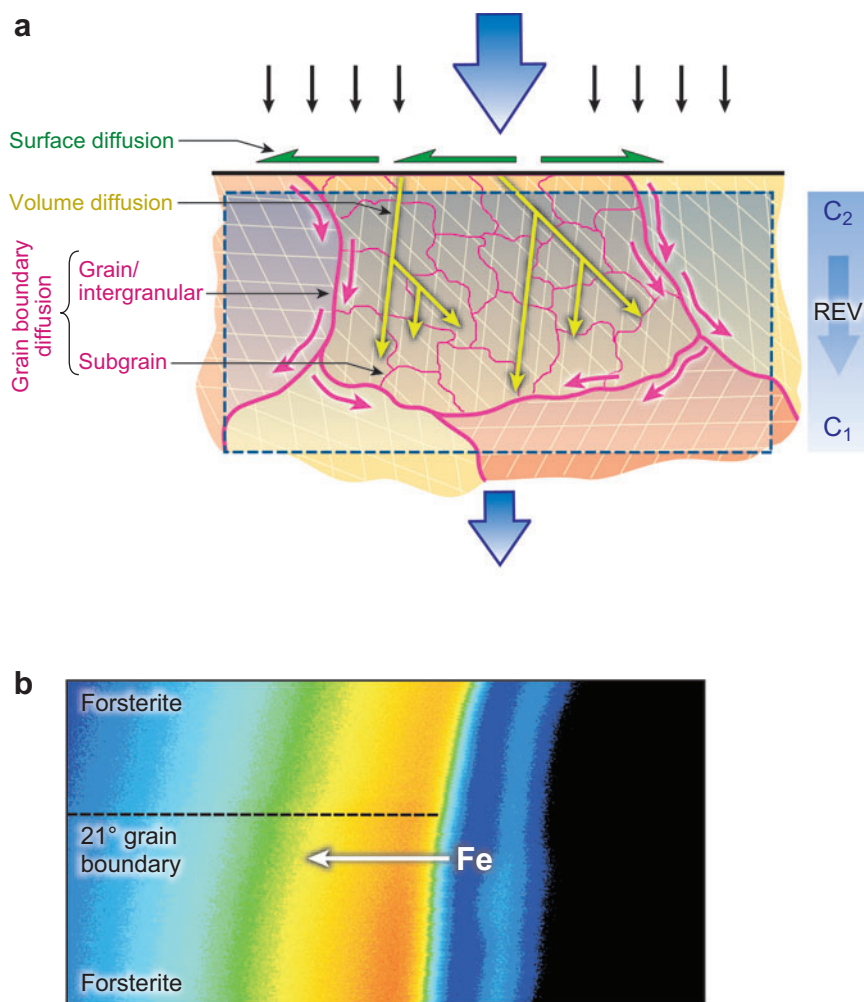 a
Surface diffusion
Volume diffusion
Grain boundary
diffusion
Grain/
intergranular
Subgrain
C2
REV
C1
b
Forsterite
21° grain
boundary
Fe
Forsterite